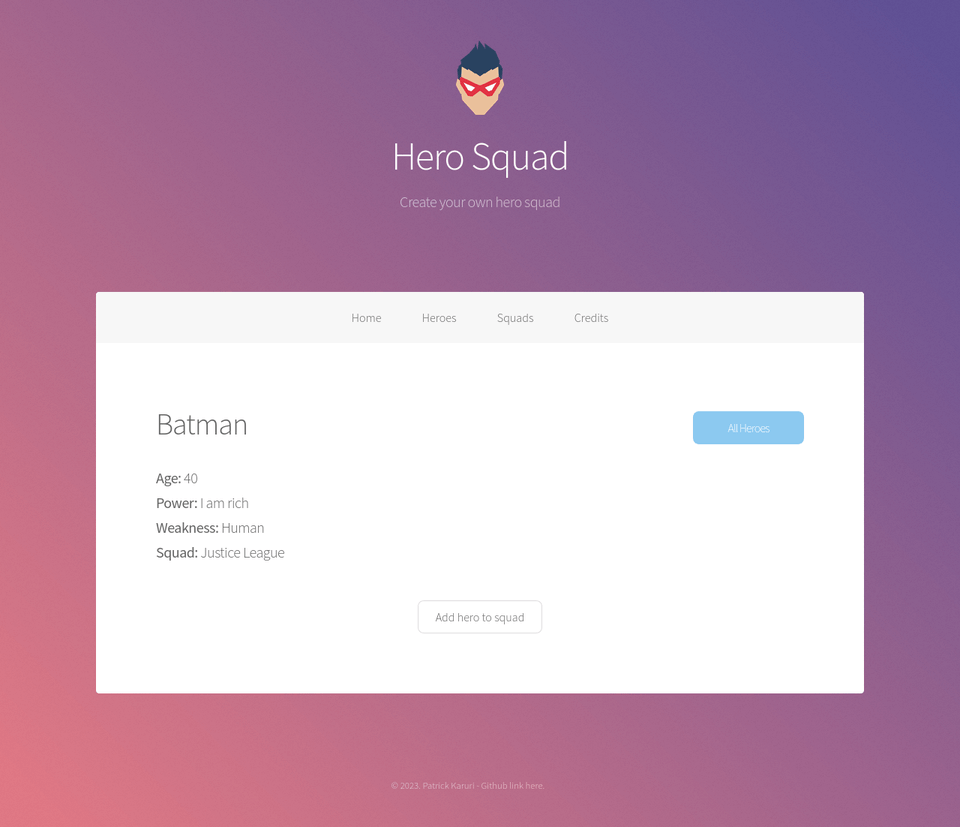 Hero Squad
Create your own hero squad
Home Heroes Squads Credits
Batman
All Heroes
Age: 40
Power: I am rich
Weakness: Human
Squad: Justice League
Add hero to squad
© 2023. Patrick Karuri - Github link here.